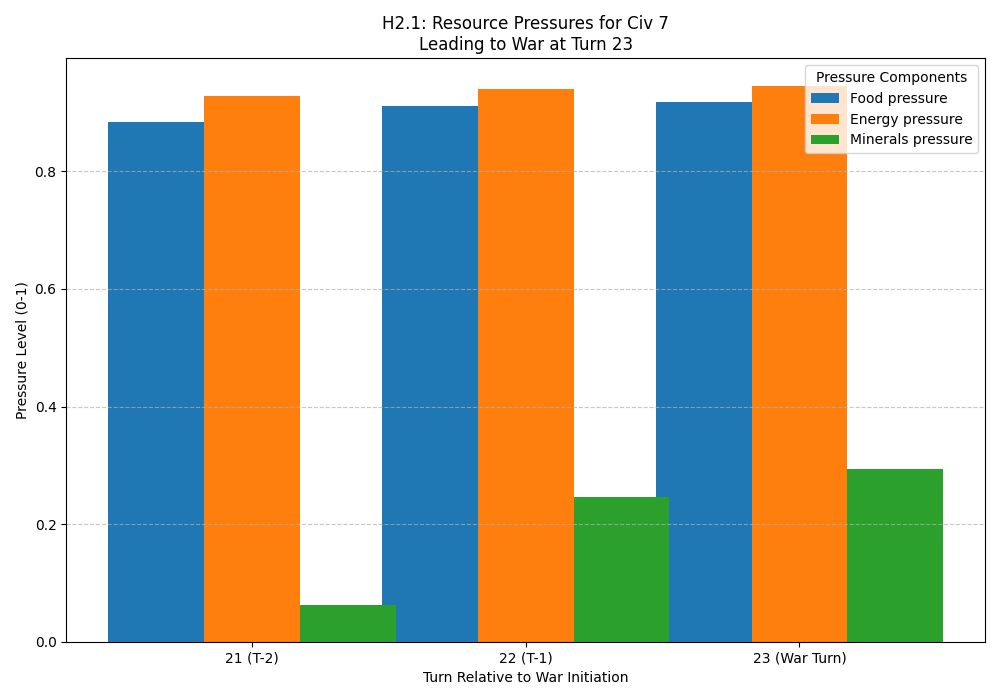 H2.1: Resource Pressures for Civ 7
Leading to War at Turn 23
Pressure Components
Food pressure
Energy pressure
Minerals pressure
Pressure Level (0-1)
0.8
0.6
0.4
0.2
0.0
21 (T-2)
22 (T-1)
23 (War Turn)
Turn Relative to War Initiation